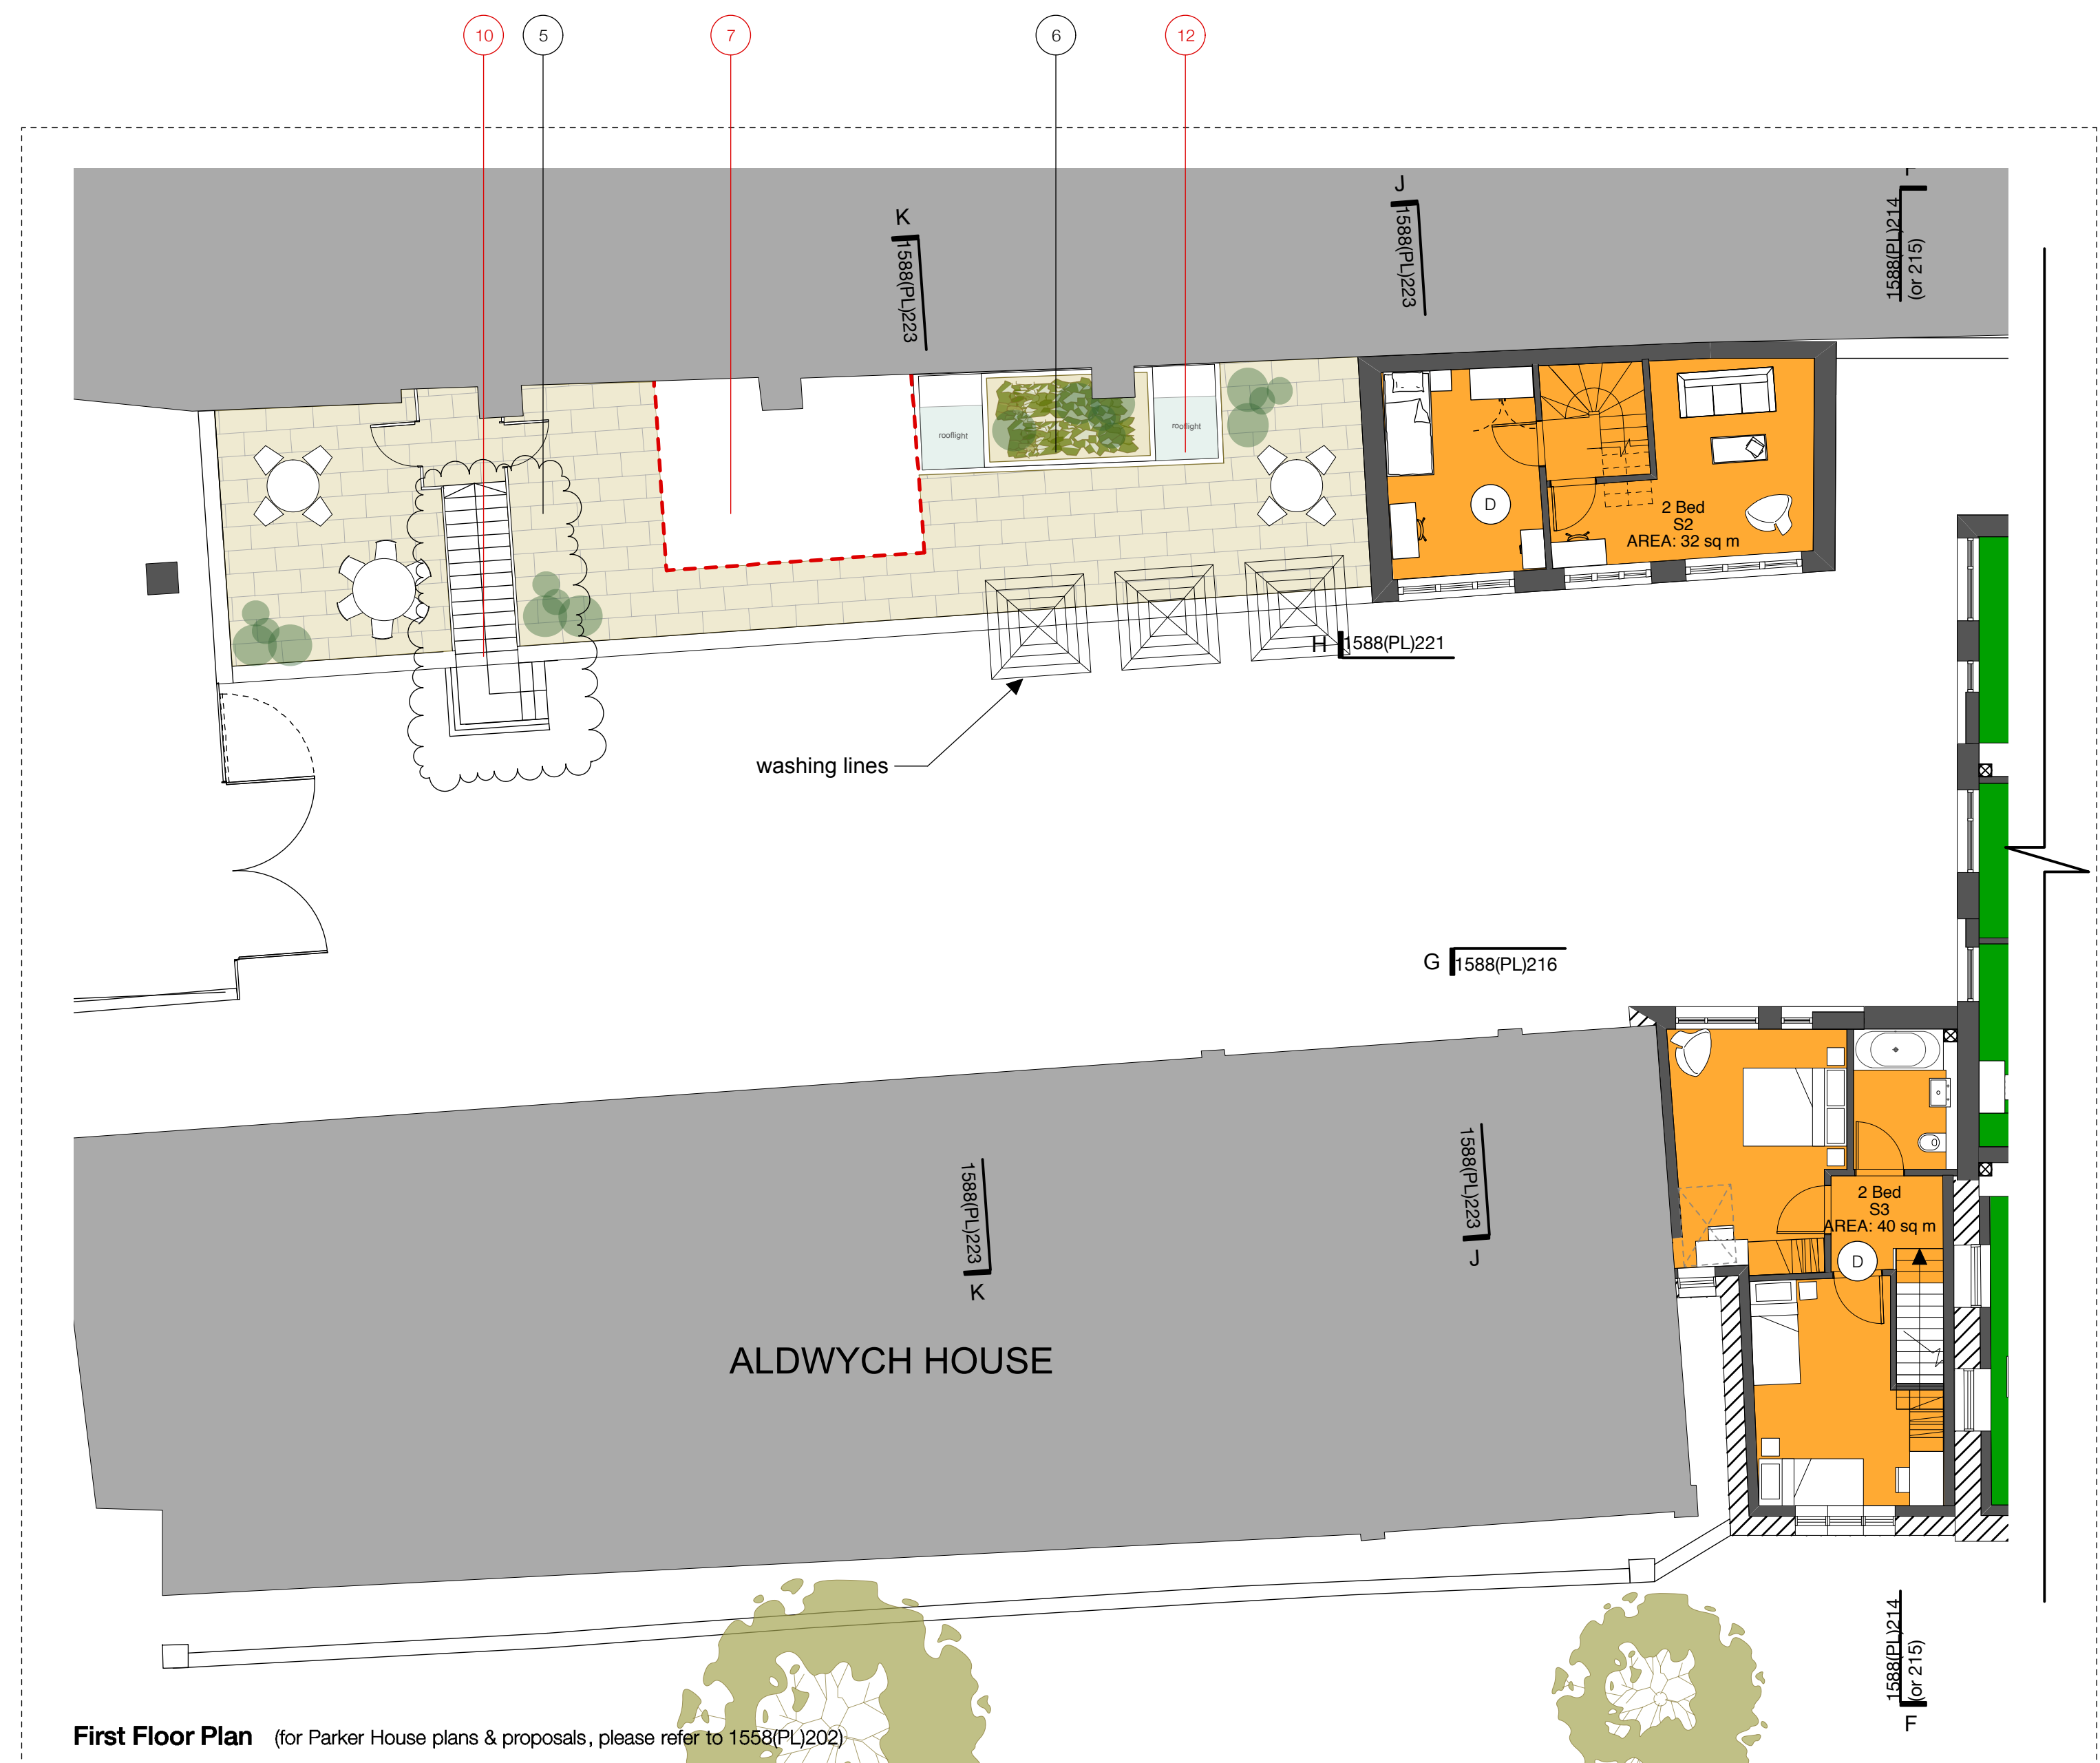 10
5
7
6
12
K
1588(PL)223
J
1588(PL)223
1588(PL)214
(or 215)
rooflight
rooflight
D
2 Bed
S2
AREA: 32 sq m
H
1588(PL)221
washing lines
G
1588(PL)216
1588(PL)223
K
1588(PL)223
J
2 Bed
S3
AREA: 40 sq m
D
ALDWYCH HOUSE
1588(PL)214
(or 215)
F
First Floor Plan (for Parker House plans & proposals, please refer to 1558(PL)202)